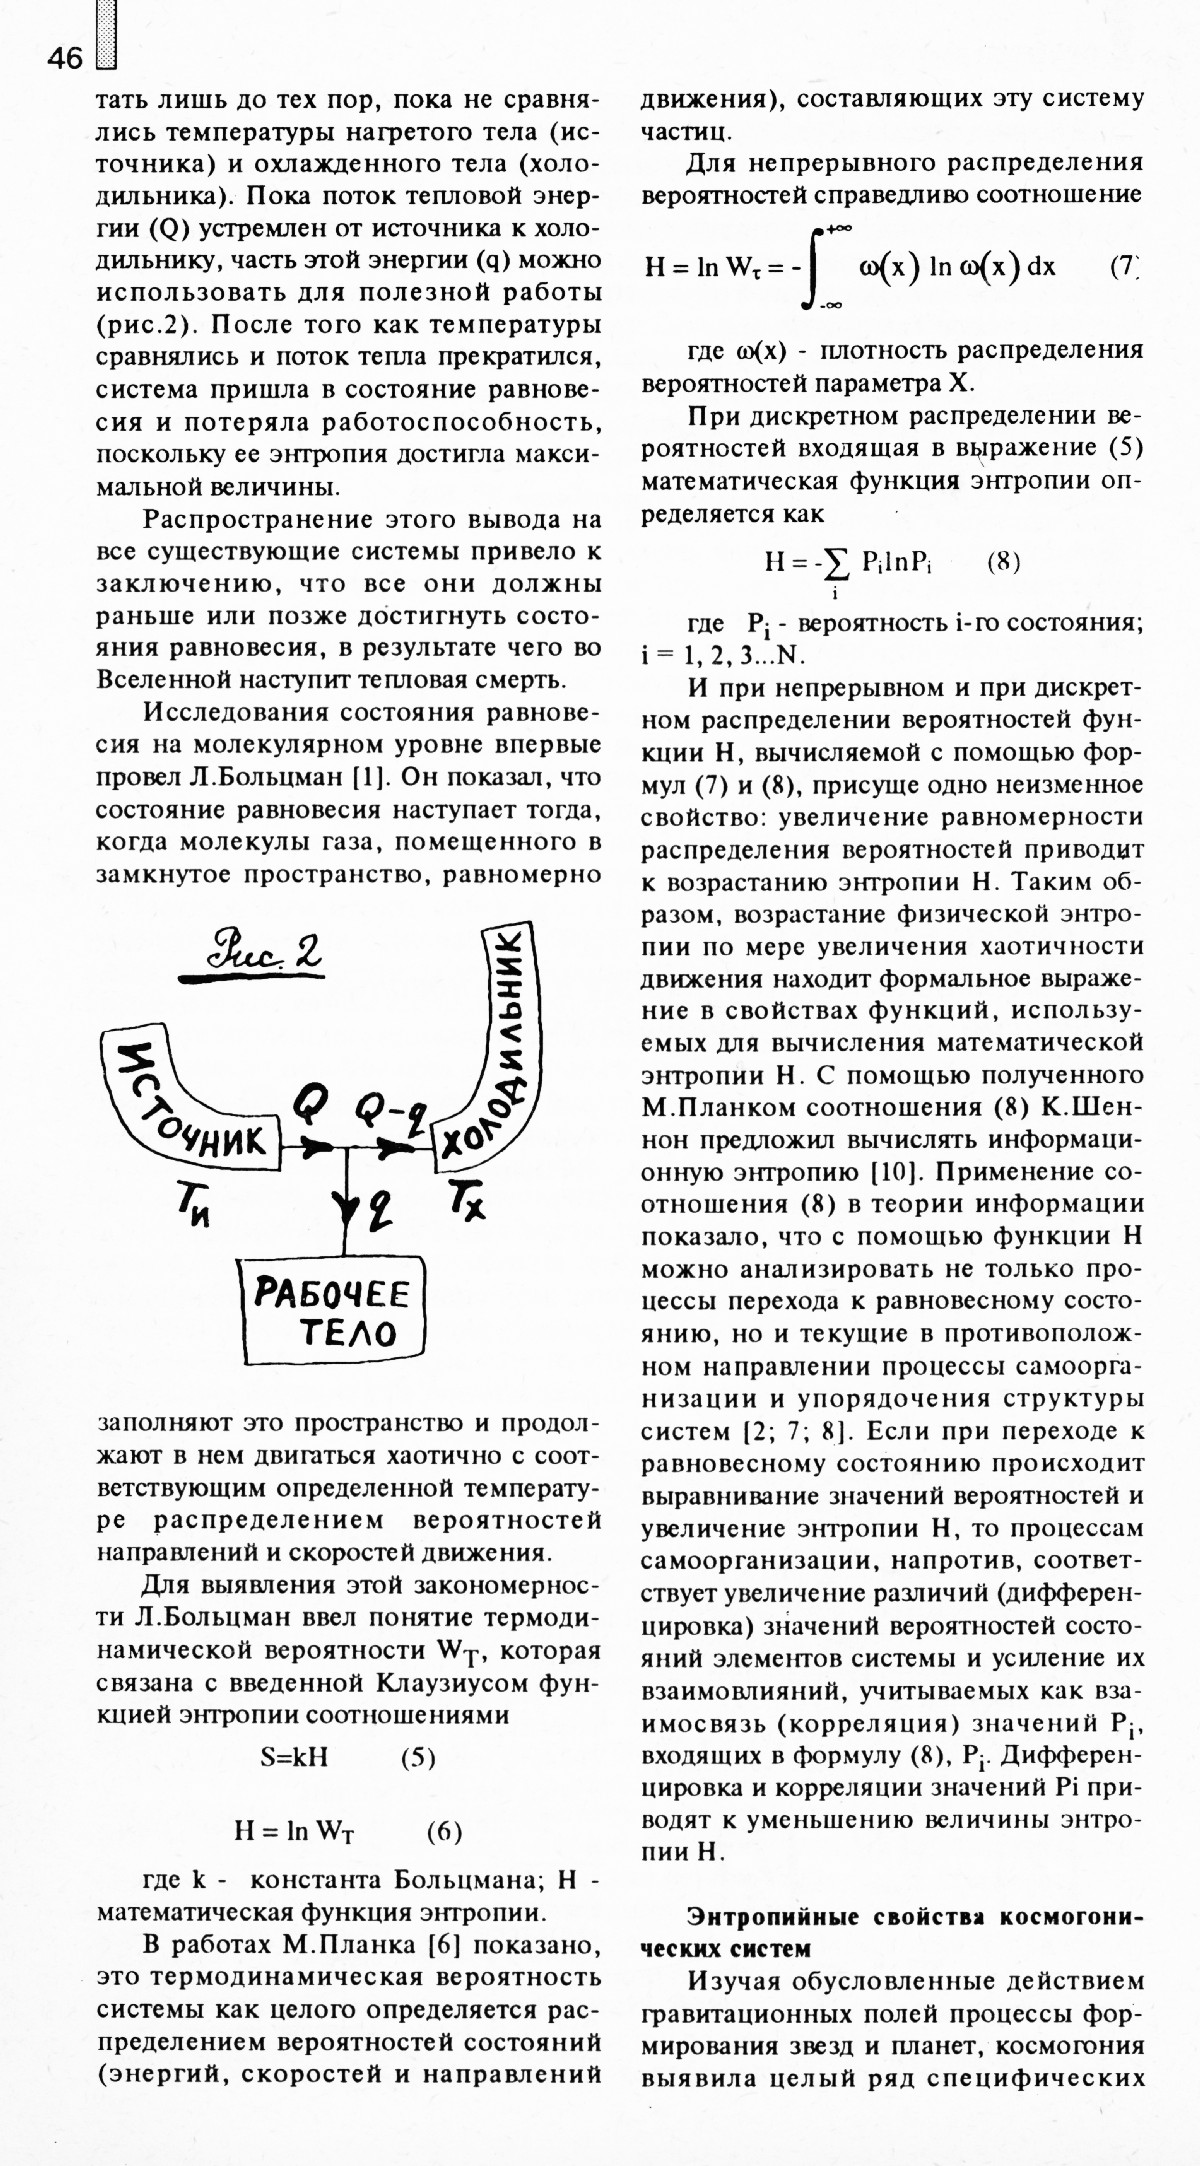 46
тать лишь до тех пор, пока не сравня-
лись температуры нагретого тела (ис-
точника) и охлажденного тела (холо-
дильника). Пока поток тепловой энер-
гии (Q) устремлен от источника к холо-
дильнику, часть этой энергии (q) можно
использовать для полезной работы
(рис.2). После того как температуры
сравнялись и поток тепла прекратился,
система пришла в состояние равнове-
сия и потеряла работоспособность,
поскольку ее энтропия достигла макси-
мальной величины.
Распространение этого вывода на
все существующие системы привело к
заключению, что все они должны
раньше или позже достигнуть состо-
яния равновесия, в результате чего во
Вселенной наступит тепловая смерть.
Исследования состояния равнове-
сия на молекулярном уровне впервые
провел Л.Больцман [1]. Он показал, что
состояние равновесия наступает тогда,
когда молекулы газа, помещенного в
замкнутое пространство, равномерно
Рис. 2
ИСТОЧНИК
ХОЛОДИЛЬНИК
Q Q-q
Tи q Tх
РАБОЧЕЕ
ТЕЛО
заполняют это пространство и продол-
жают в нем двигаться хаотично с соот-
ветствующим определенной температу-
ре распределением вероятностей
направлений и скоростей движения.
Для выявления этой закономернос-
ти Л.Больцман ввел понятие термоди-
намической вероятности WT, которая
связана с введенной Клаузиусом фун-
кцией энтропии соотношениями
S=kH (5)
H = ln WT (6)
где k - константа Больцмана; H -
математическая функция энтропии.
В работах М.Планка [6] показано,
это термодинамическая вероятность
системы как целого определяется рас-
пределением вероятностей состояний
(энергий, скоростей и направлений
движения), составляющих эту систему
частиц.
Для непрерывного распределения
вероятностей справедливо соотношение
H = ln Wτ = - ∫ +∞ -∞ ω(x) ln ω(x) dx (7)
где ω(x) - плотность распределения
вероятностей параметра X.
При дискретном распределении ве-
роятностей входящая в выражение (5)
математическая функция энтропии оп-
ределяется как
H = -∑ PilnPi (8)
i
где Pi - вероятность i-го состояния;
i = 1, 2, 3...N.
И при непрерывном и при дискрет-
ном распределении вероятностей фун-
кции H, вычисляемой с помощью фор-
мул (7) и (8), присуще одно неизменное
свойство: увеличение равномерности
распределения вероятностей приводит
к возрастанию энтропии H. Таким об-
разом, возрастание физической энтро-
пии по мере увеличения хаотичности
движения находит формальное выраже-
ние в свойствах функций, использу-
емых для вычисления математической
энтропии H. С помощью полученного
М.Планком соотношения (8) К.Шен-
нон предложил вычислять информаци-
онную энтропию [10]. Применение со-
отношения (8) в теории информации
показало, что с помощью функции H
можно анализировать не только про-
цессы перехода к равновесному состо-
янию, но и текущие в противополож-
ном направлении процессы самоорга-
низации и упорядочения структуры
систем [2; 7; 8]. Если при переходе к
равновесному состоянию происходит
выравнивание значений вероятностей и
увеличение энтропии H, то процессам
самоорганизации, напротив, соответ-
ствует увеличение различий (дифферен-
цировка) значений вероятностей состо-
яний элементов системы и усиление их
взаимовлияний, учитываемых как вза-
имосвязь (корреляция) значений Pi,
входящих в формулу (8), Pi. Дифферен-
цировка и корреляции значений Pi при-
водят к уменьшению величины энтро-
пии H.
Энтропийные свойства космогони-
ческих систем
Изучая обусловленные действием
гравитационных полей процессы фор-
мирования звезд и планет, космогония
выявила целый ряд специфических